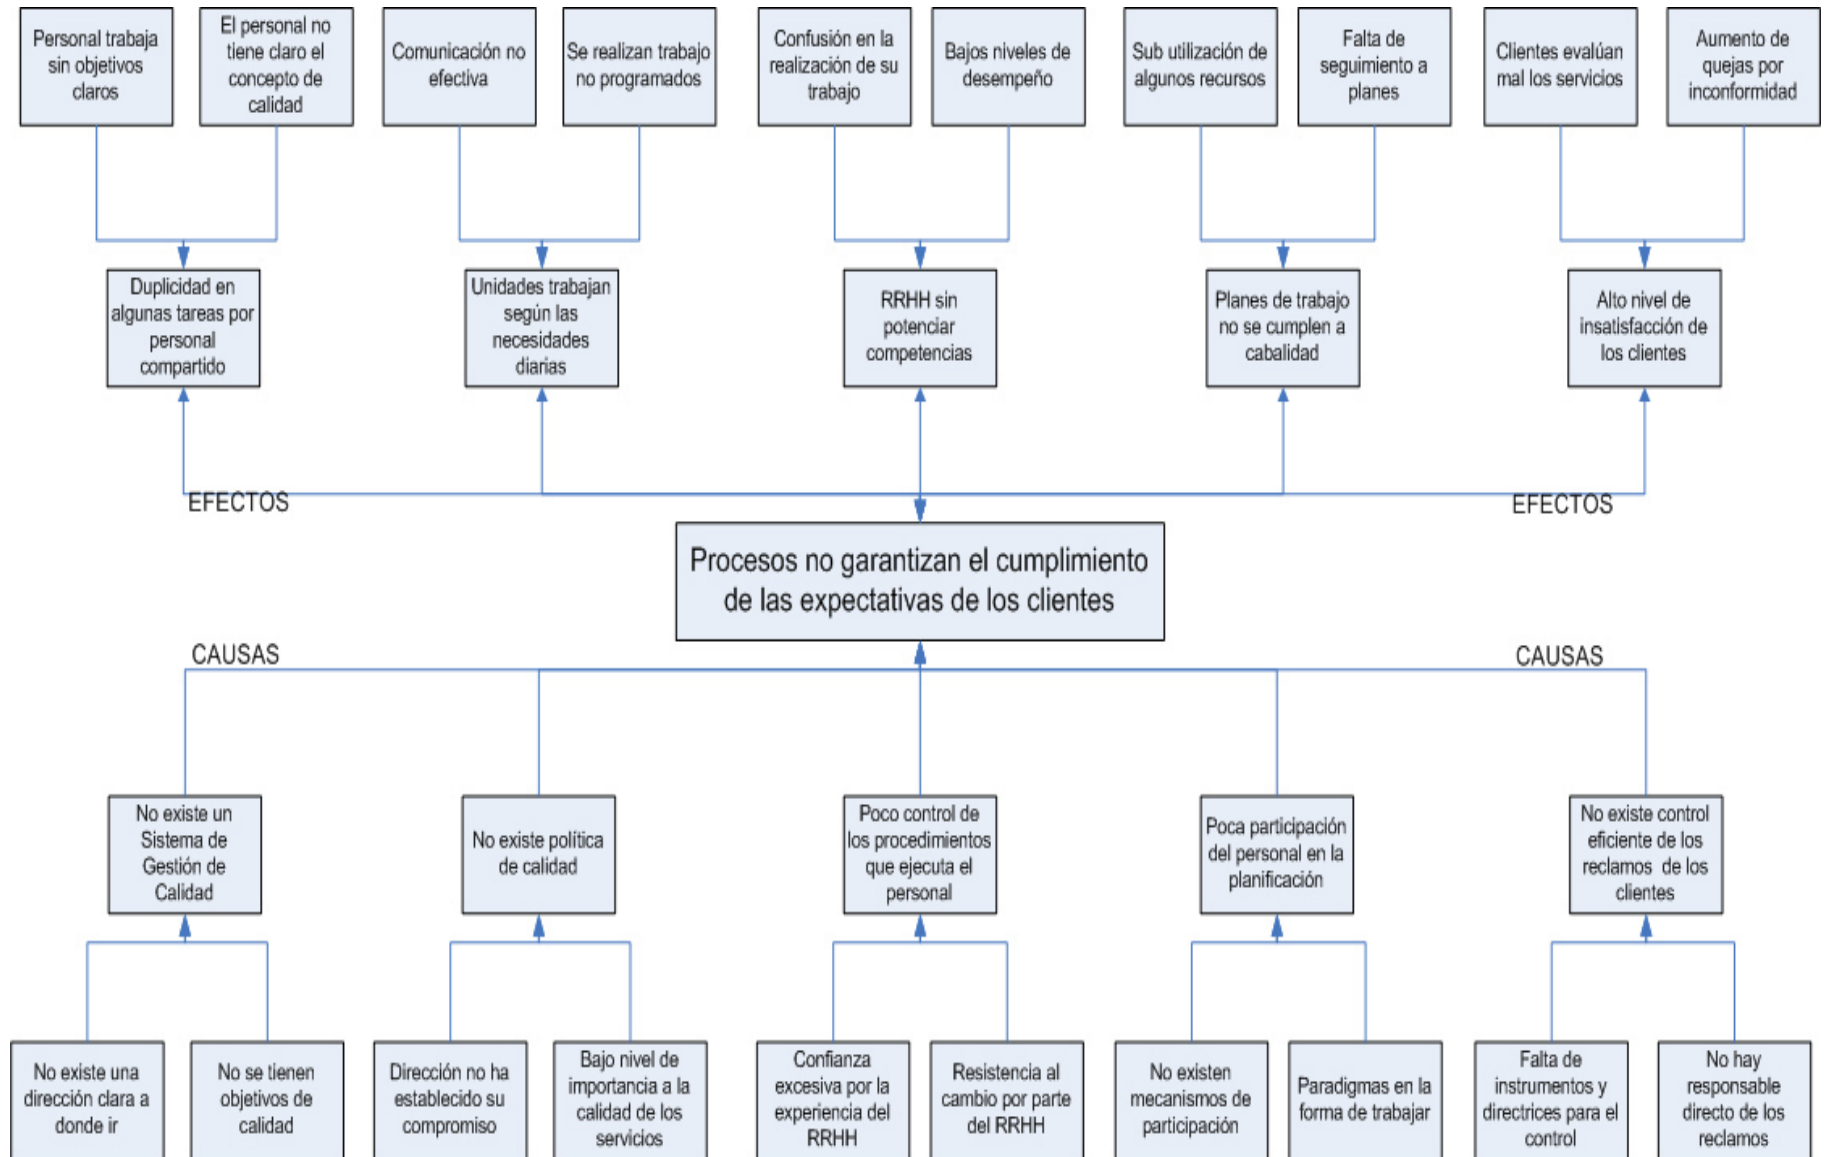 Personal trabaja
sin objetivos
claros
El personal no
tiene claro el
concepto de
calidad
Comunicación no
efectiva
Se realizan trabajo
no programados
Confusión en la
realización de su
trabajo
Bajos niveles de
desempeño
Sub utilización de
algunos recursos
Falta de
seguimiento a
planes
Clientes evalúan
mal los servicios
Aumento de
quejas por
inconformidad
Duplicidad en
algunas tareas por
personal
compartido
Unidades trabajan
según las
necesidades
diarias
RRHH sin
potenciar
competencias
Planes de trabajo
no se cumplen a
cabalidad
Alto nivel de
insatisfacción de
los clientes
EFECTOS
EFECTOS
Procesos no garantizan el cumplimiento
de las expectativas de los clientes
CAUSAS
CAUSAS
No existe un
Sistema de
Gestión de
Calidad
No existe política
de calidad
Poco control de
los procedimientos
que ejecuta el
personal
Poca participación
del personal en la
planificación
No existe control
eficiente de los
reclamos de los
clientes
No existe una
dirección clara a
donde ir
No se tienen
objetivos de
calidad
Dirección no ha
establecido su
compromiso
Bajo nivel de
importancia a la
calidad de los
servicios
Confianza
excesiva por la
experiencia del
RRHH
Resistencia al
cambio por parte
del RRHH
No existen
mecanismos de
participación
Paradigmas en la
forma de trabajar
Falta de
instrumentos y
directrices para el
control
No hay
responsable
directo de los
reclamos